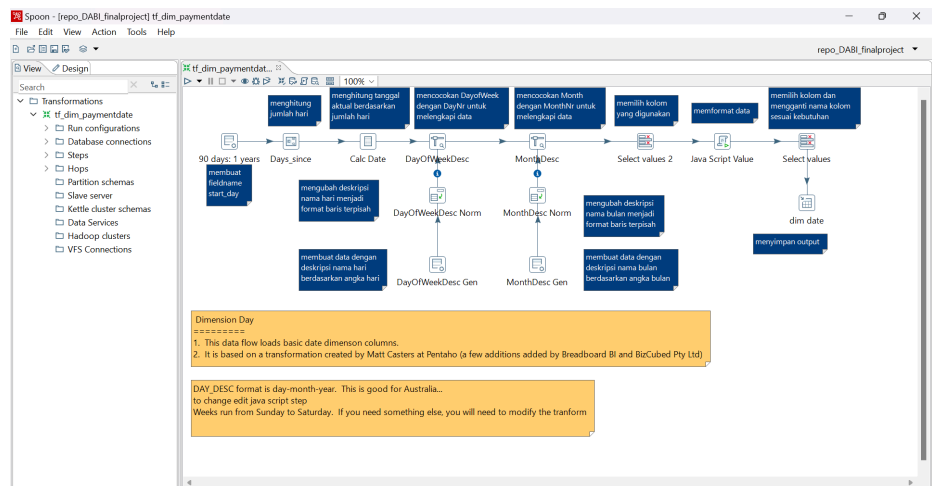 Spoon - [repo_DABI_finalproject] tf_dim_paymentdate
File Edit View Action Tools Help
repo_DABI_finalproject
View Design
Search
Transformations
tf_dim_paymentdate
Run configurations
Database connections
Steps
Hops
Partition schemas
Slave server
Kettle cluster schemas
Data Services
Hadoop clusters
VFS Connections
tf_dim_paymentdat...
100%
menghitung
jumlah hari
menghitung tanggal
aktual berdasarkan
jumlah hari
mencocokan DayofWeek
dengan DayNr untuk
melengkapi data
mencocokan Month
dengan MonthNr untuk
melengkapi data
memilih kolom
yang digunakan
memformat data
memilih kolom dan
mengganti nama kolom
sesuai kebutuhan
90 days: 1 years
Days_since
Calc Date
DayOfWeekDesc
MonthDesc
Select values 2
Java Script Value
Select values
membuat
fieldname
start_day
mengubah deskripsi
nama hari menjadi
format baris terpisah
DayOfWeekDesc Norm
MonthDesc Norm
mengubah deskripsi
nama bulan menjadi
format baris terpisah
dim date
menyimpan output
membuat data dengan
deskripsi nama hari
berdasarkan angka hari
DayOfWeekDesc Gen
MonthDesc Gen
membuat data dengan
deskripsi nama bulan
berdasarkan angka bulan
Dimension Day
=========
1. This data flow loads basic date dimenson columns.
2. It is based on a transformation created by Matt Casters at Pentaho (a few additions added by Breadboard BI and BizCubed Pty Ltd)
DAY_DESC format is day-month-year. This is good for Australia...
to change edit java script step
Weeks run from Sunday to Saturday. If you need something else, you will need to modify the tranform